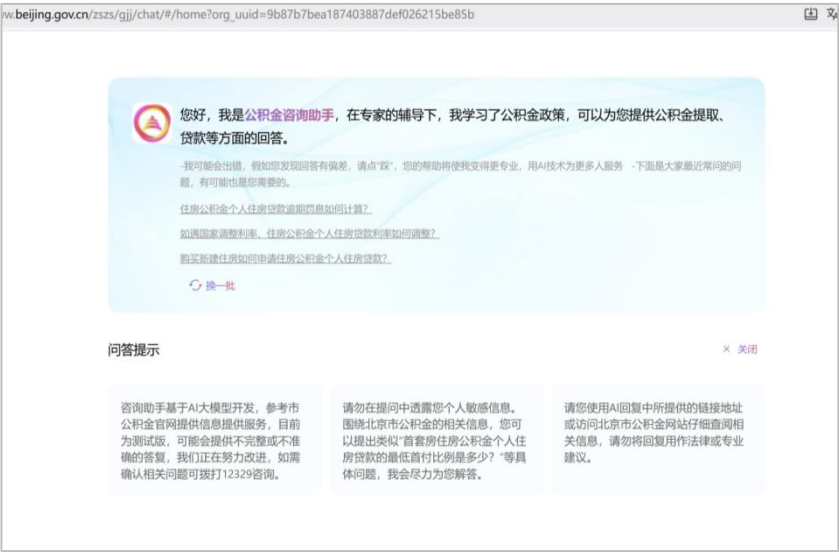 w.beijing.gov.cn/zszs/gjj/chat/#/home?org_uuid=9b87b7bea187403887def026215be85b
您好，我是公积金咨询助手，在专家的辅导下，我学习了公积金政策，可以为您提供公积金提取、
贷款等方面的回答。
-我可能会出错，假如您发现回答有偏差，请点"踩"，您的帮助将使我变得更专业，用AI技术为更多人服务 -下面是大家最近常问的问
题，有可能也是您需要的。
住房公积金个人住房贷款逾期罚息如何计算？
如遇国家调整利率，住房公积金个人住房贷款利率如何调整？
购买新建住房如何申请住房公积金个人住房贷款？
换一批
问答提示
× 关闭
咨询助手基于AI大模型开发，参考市
公积金官网提供信息提供服务，目前
为测试版，可能会提供不完整或不准
确的答复，我们正在努力改进，如需
确认相关问题可拨打12329咨询。
请勿在提问中透露您个人敏感信息。
围绕北京市公积金的相关信息，您可
以提出类似"首套房住房公积金个人住
房贷款的最低首付比例是多少？"等具
体问题，我会尽力为您解答。
请您使用AI回复中所提供的链接地址
或访问北京市公积金网站仔细查阅相
关信息，请勿将回复用作法律或专业
建议。